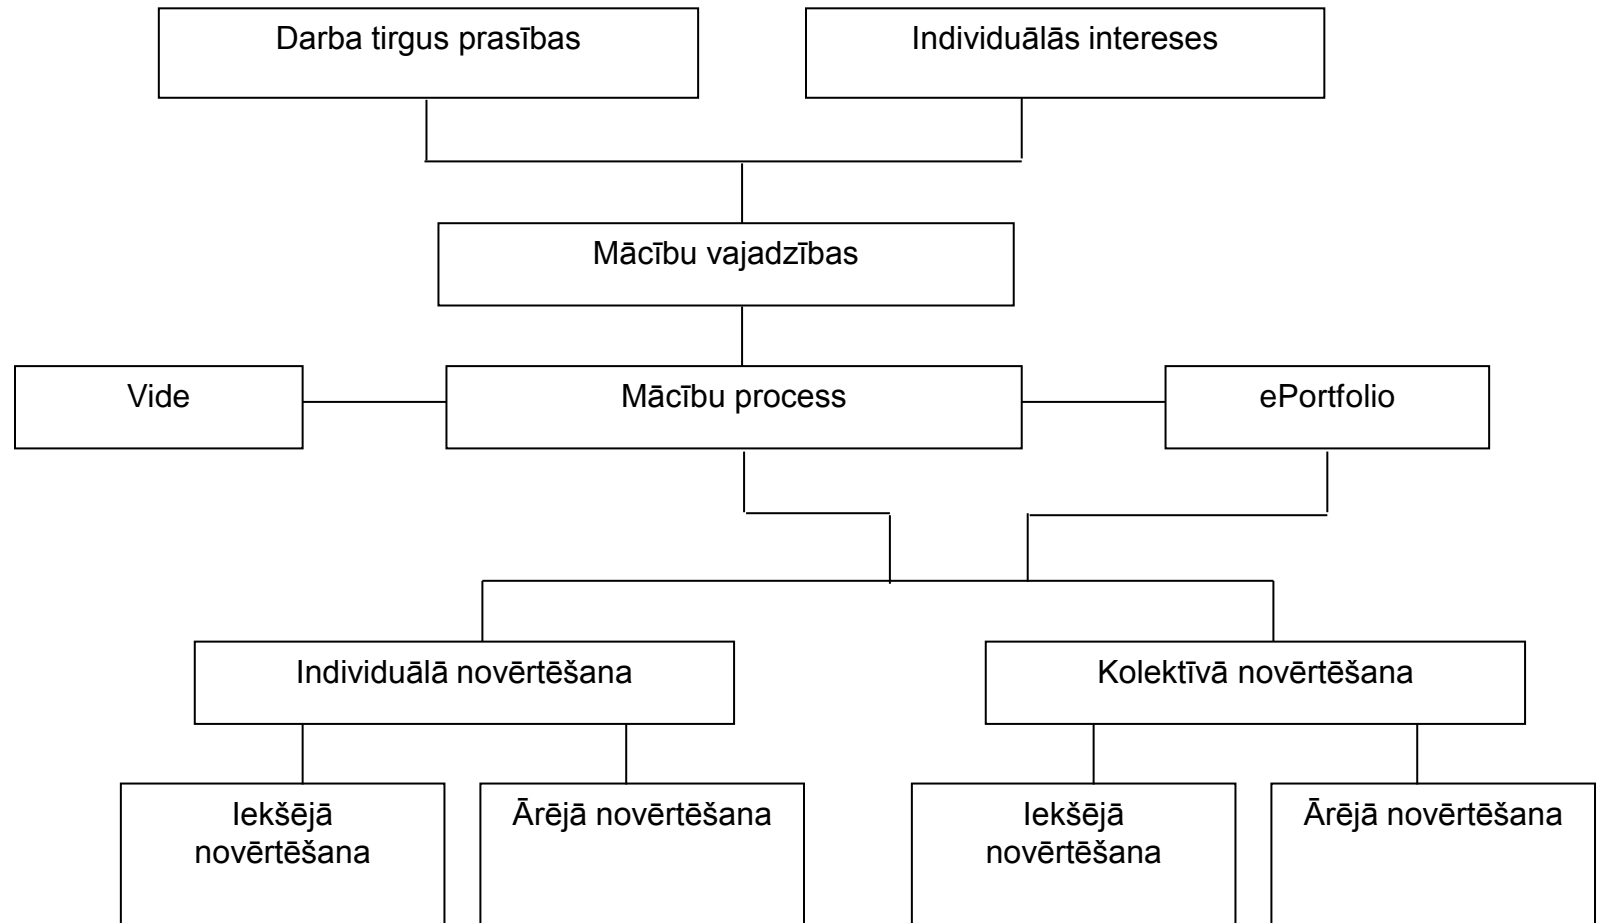 Darba tirgus prasības
Individuālās intereses
Mācību vajadzības
Vide
Mācību process
ePortfolio
Individuālā novērtēšana
Kolektīvā novērtēšana
Iekšējā
novērtēšana
Ārējā novērtēšana
Iekšējā
novērtēšana
Ārējā novērtēšana